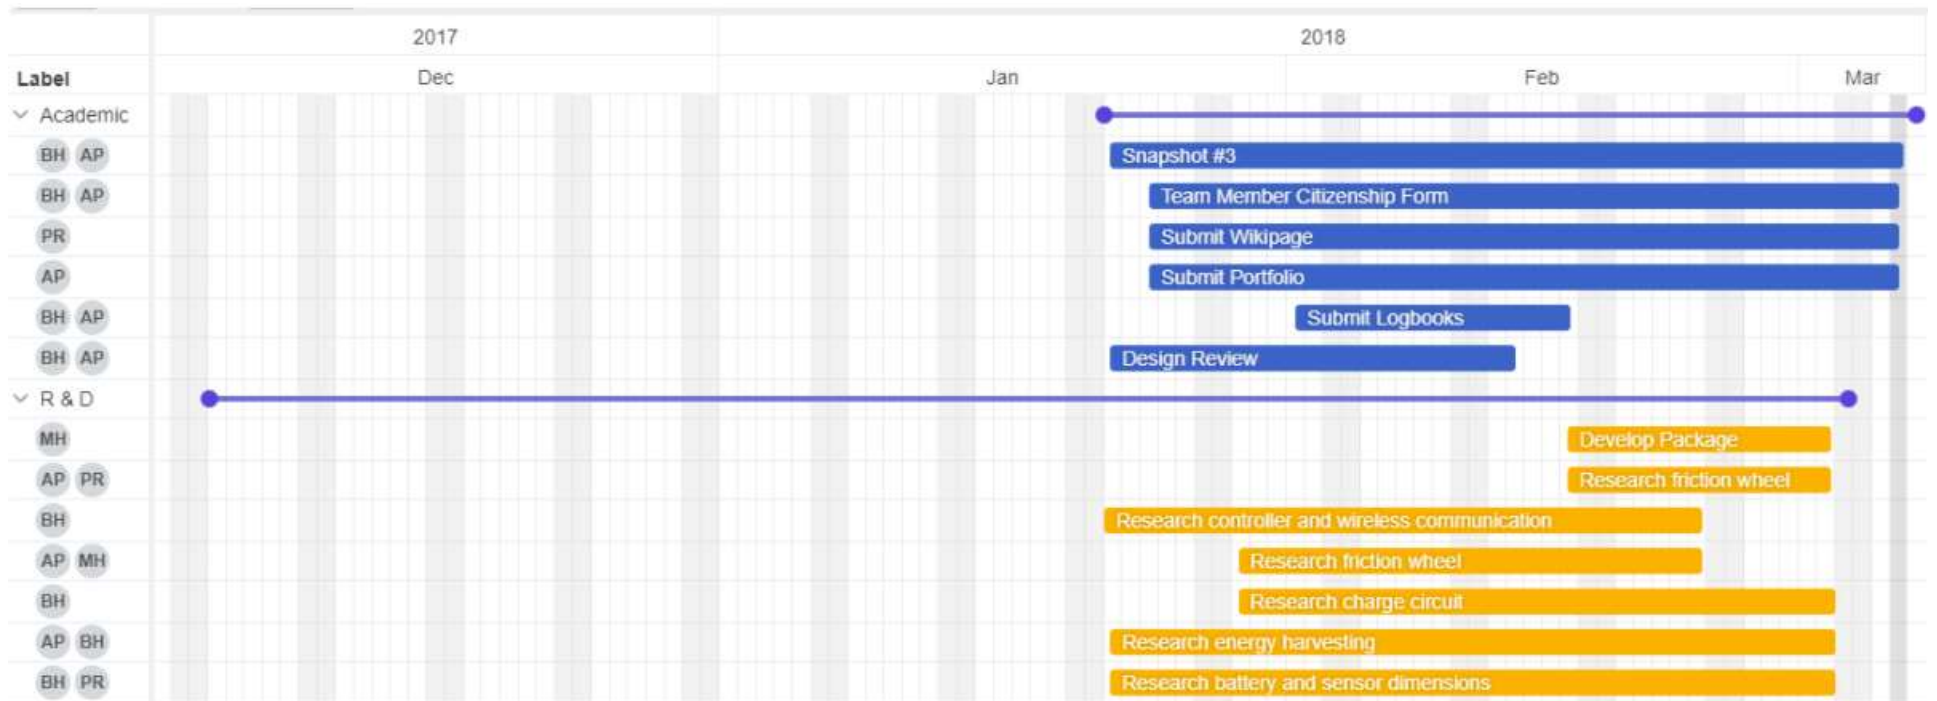 2017 2018
Label Dec Jan Feb Mar
Academic
BH AP Snapshot #3
BH AP Team Member Citizenship Form
PR Submit Wikipage
AP Submit Portfolio
BH AP Submit Logbooks
BH AP Design Review
R & D
MH Develop Package
AP PR Research friction wheel
BH Research controller and wireless communication
AP MH Research friction wheel
BH Research charge circuit
AP BH Research energy harvesting
BH PR Research battery and sensor dimensions